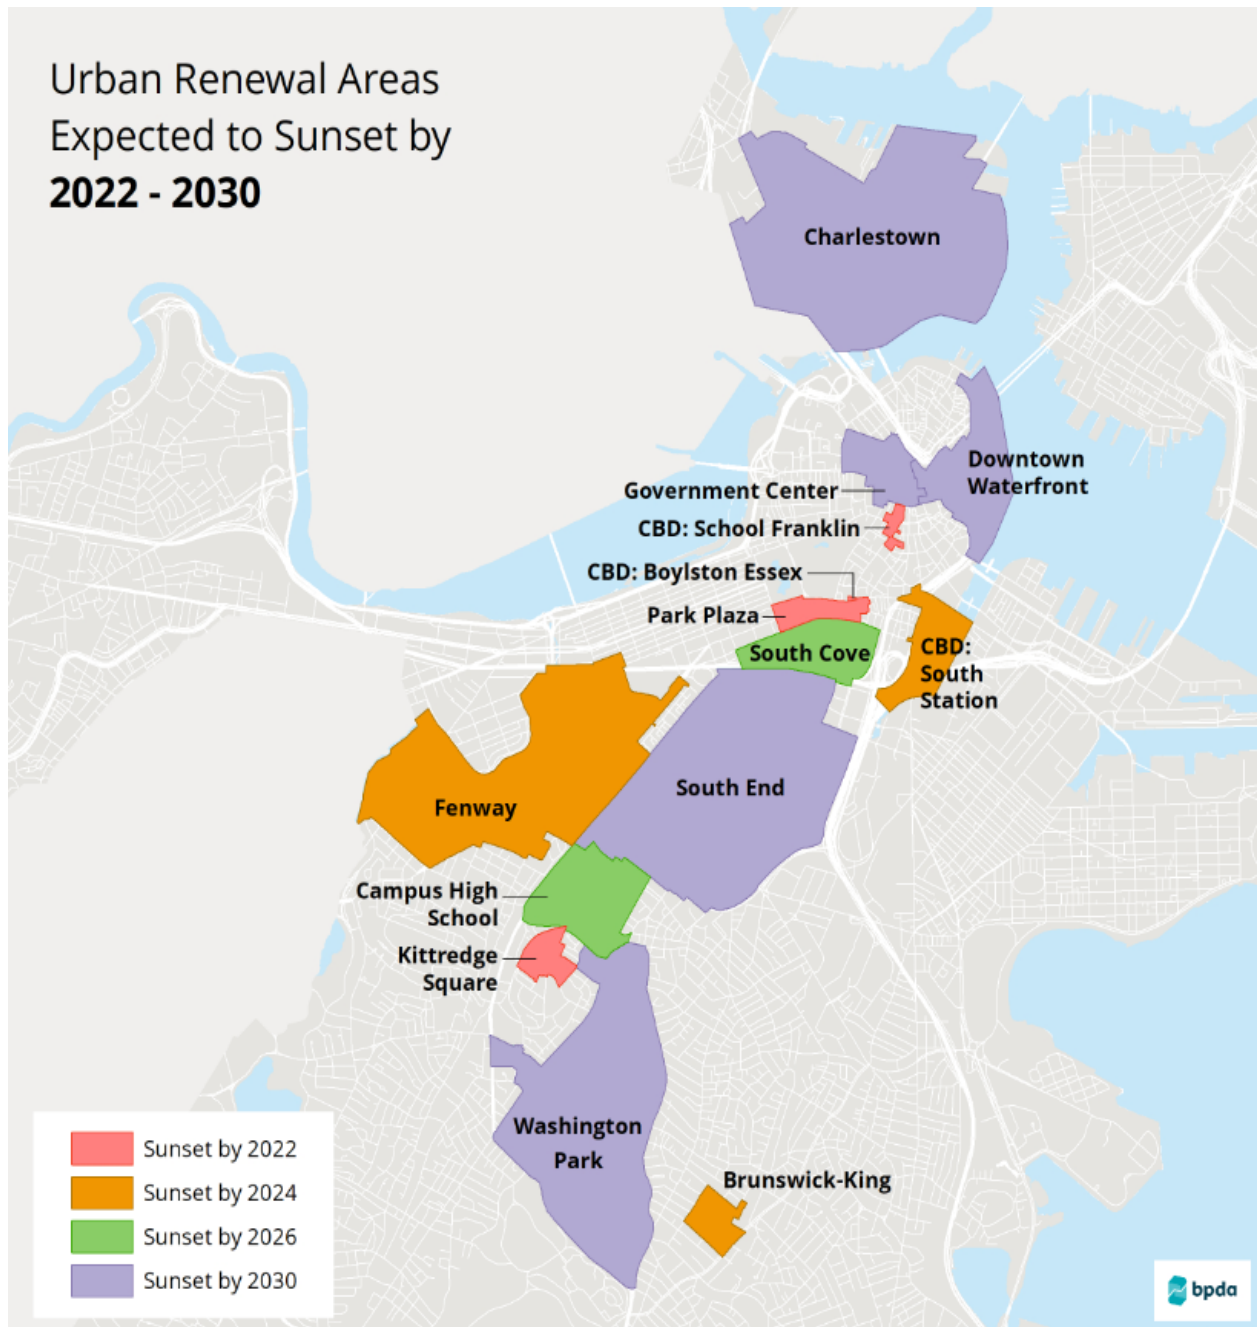 Urban Renewal Areas
Expected to Sunset by
2022 - 2030
Charlestown
Downtown
Waterfront
Government Center
CBD: School Franklin
CBD: Boylston Essex
Park Plaza
South Cove
CBD:
South
Station
South End
Fenway
Campus High
School
Kittredge
Square
Washington
Park
Brunswick-King
Sunset by 2022
Sunset by 2024
Sunset by 2026
Sunset by 2030
bpda